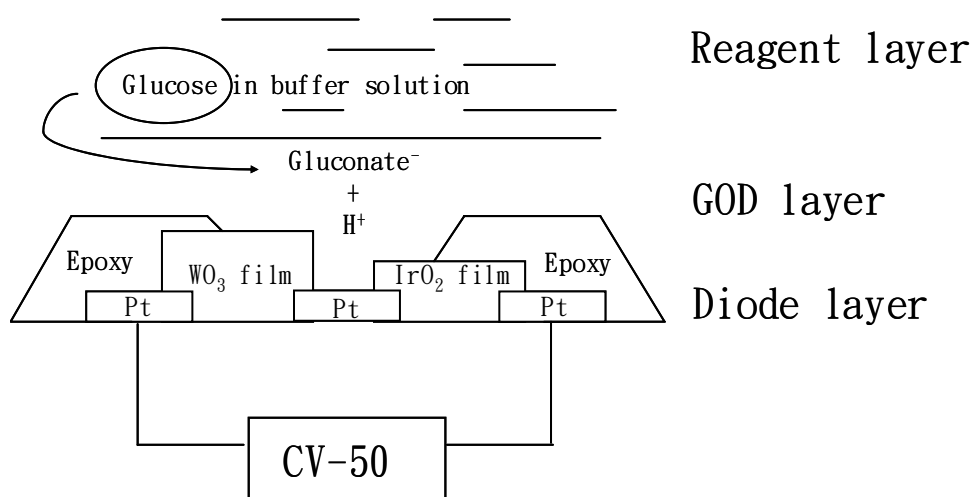 Reagent layer
Glucose in buffer solution
Gluconate⁻
+
H⁺
GOD layer
Epoxy
WO₃ film
IrO₂ film
Epoxy
Pt
Pt
Pt
Diode layer
CV-50